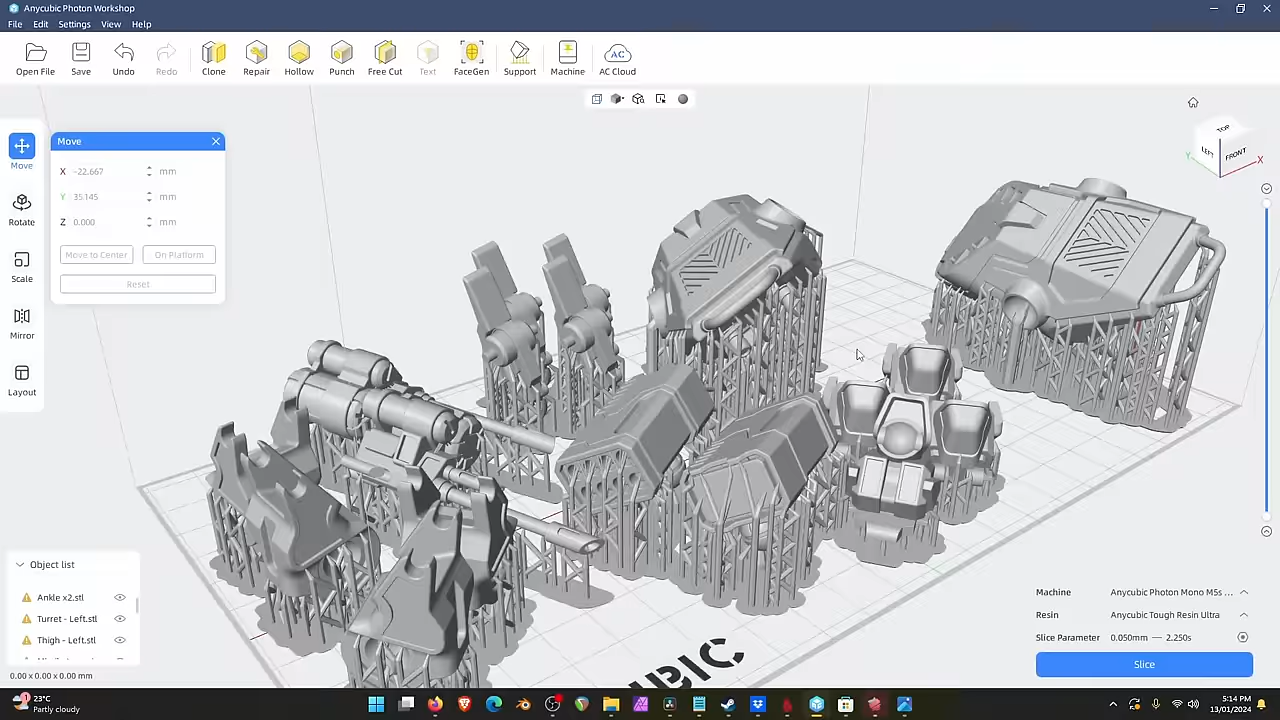 Anycubic Photon Workshop
File Edit Settings View Help
Open File Save Undo Redo Clone Repair Hollow Punch Free Cut Text FaceGen Support Machine AC Cloud
AC
TOP
LEFT FRONT
Y X
Move
Move
X -22.667 mm
Y 35.145 mm
Z 0.000 mm
Move to Center On Platform
Reset
Rotate
Scale
Mirror
Layout
Object list
Ankle x2.stl
Turret - Left.stl
Thigh - Left.stl
0.00 x 0.00 x 0.00 mm
Machine Anycubic Photon Mono M5s ...
Resin Anycubic Tough Resin Ultra
Slice Parameter 0.050mm — 2.250s
Slice
23°C
Partly cloudy
5:14 PM
13/01/2024